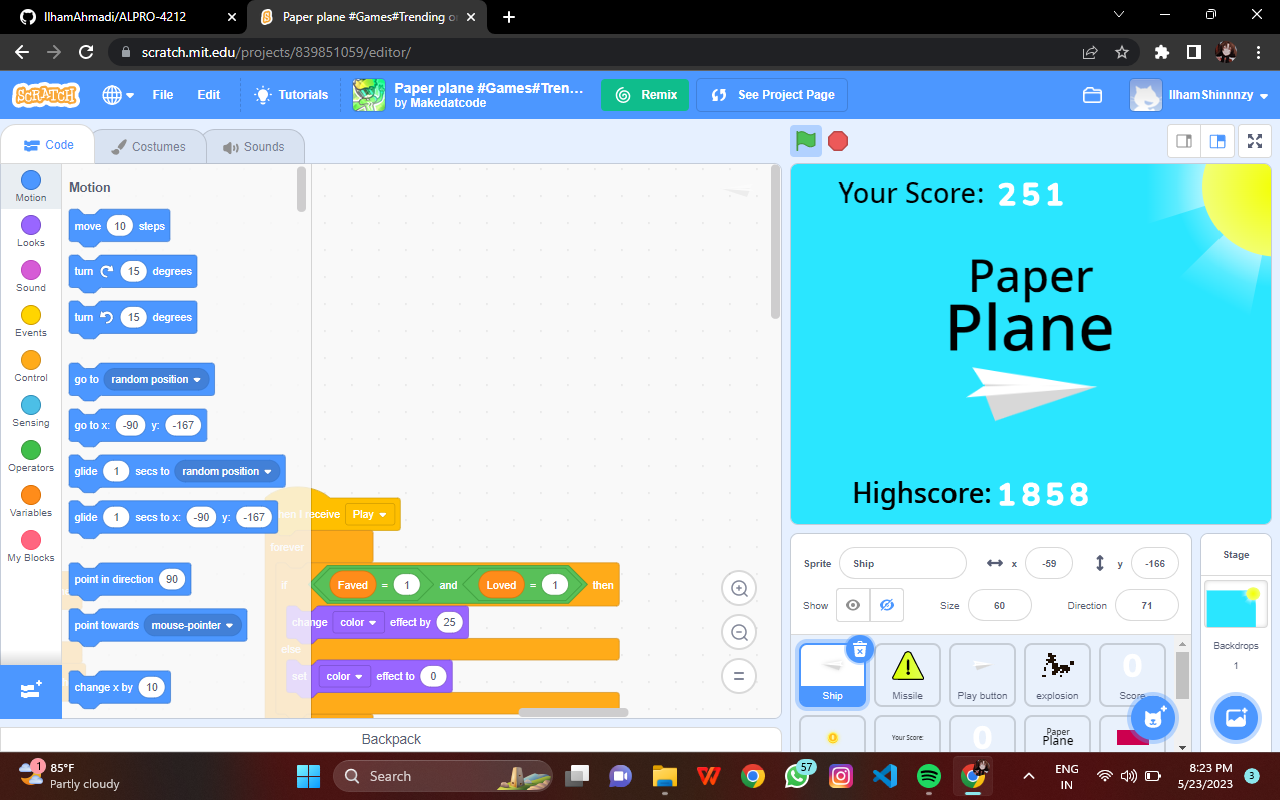 IlhamAhmadi/ALPRO-4212
Paper plane #Games#Trending o
scratch.mit.edu/projects/839851059/editor/
SCRATCH
File
Edit
Tutorials
Paper plane #Games#Tren...
by Makedatcode
Remix
See Project Page
IlhamShinnnzy
Code
Costumes
Sounds
Motion
Looks
Sound
Events
Control
Sensing
Operators
Variables
My Blocks
Motion
move 10 steps
turn 15 degrees
turn 15 degrees
go to random position
go to x: -90 y: -167
glide 1 secs to random position
glide 1 secs to x: -90 y: -167
point in direction 90
point towards mouse-pointer
change x by 10
when I receive Play
forever
if Faved = 1 and Loved = 1 then
change color effect by 25
else
set color effect to 0
Backpack
Your Score: 251
Paper
Plane
Highscore: 1858
Sprite Ship x -59 y -166
Show Size 60 Direction 71
Ship
Missile
Play button
explosion
0
Score
Your Score:
0
Paper
Plane
Stage
Backdrops
1
1
85°F
Partly cloudy
Search
57
ENG
IN
8:23 PM
5/23/2023
3